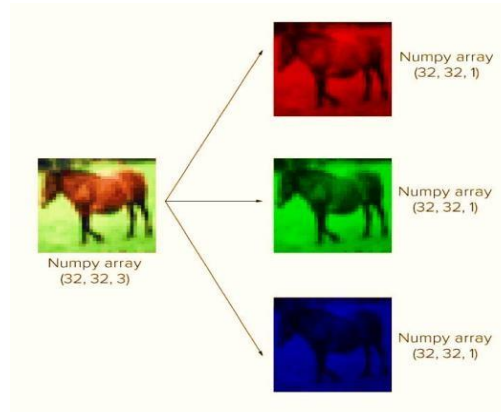 Numpy array
(32, 32, 1)
Numpy array
(32, 32, 3)
Numpy array
(32, 32, 1)
Numpy array
(32, 32, 1)